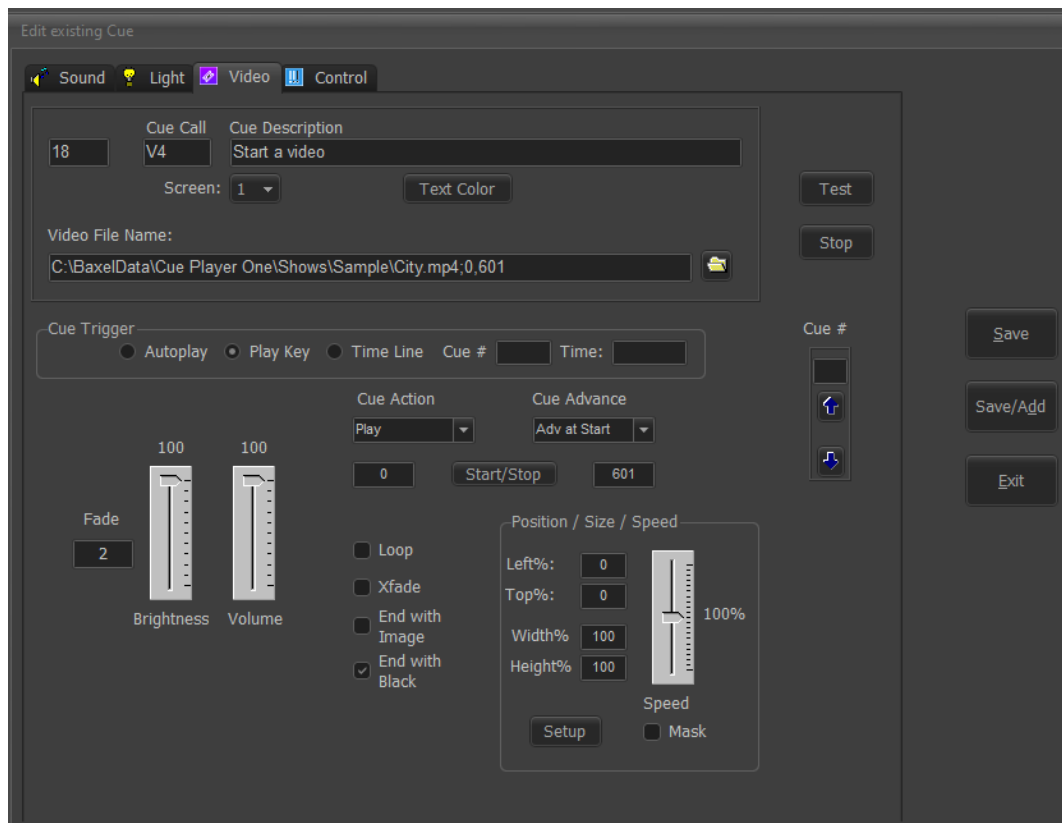 Edit existing Cue
Sound Light Video Control
Cue Call Cue Description
18 V4 Start a video
Screen: 1 Text Color Test
Video File Name: Stop
C:\BaxelData\Cue Player One\Shows\Sample\City.mp4;0,601
Cue Trigger Cue #
Autoplay Play Key Time Line Cue # Time: Save
Cue Action Cue Advance
Play Adv at Start Save/Add
100 100
0 Start/Stop 601 Exit
Fade Position / Size / Speed
2 Loop Left%: 0
Xfade Top%: 0
100%
Brightness Volume End with
Image Width% 100
End with
Black Height% 100
Speed
Setup Mask